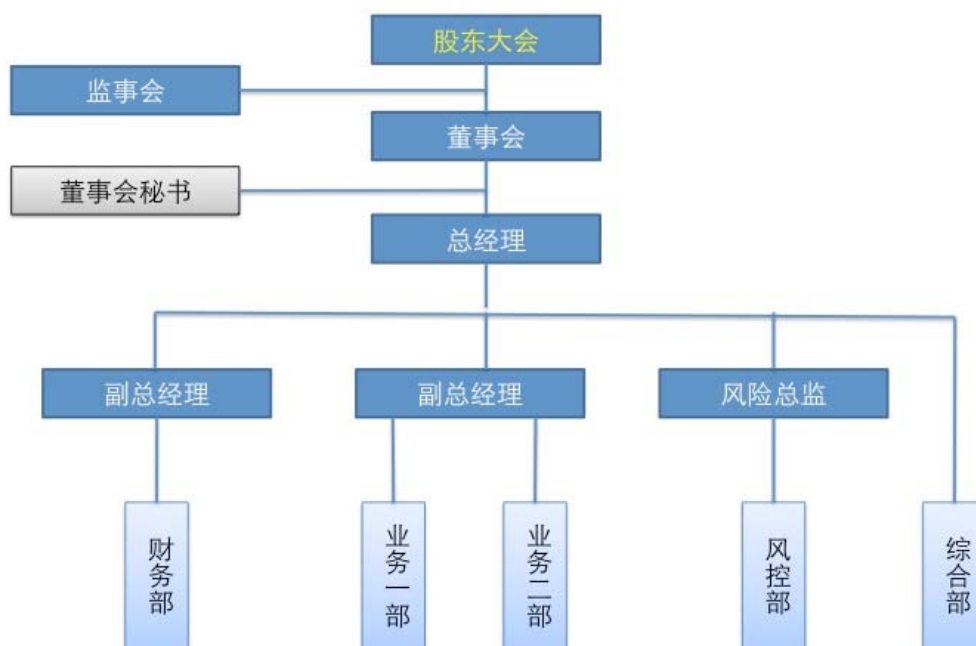 股东大会
监事会
董事会
董事会秘书
总经理
副总经理
副总经理
风险总监
财务部
业务一部
业务二部
风控部
综合部